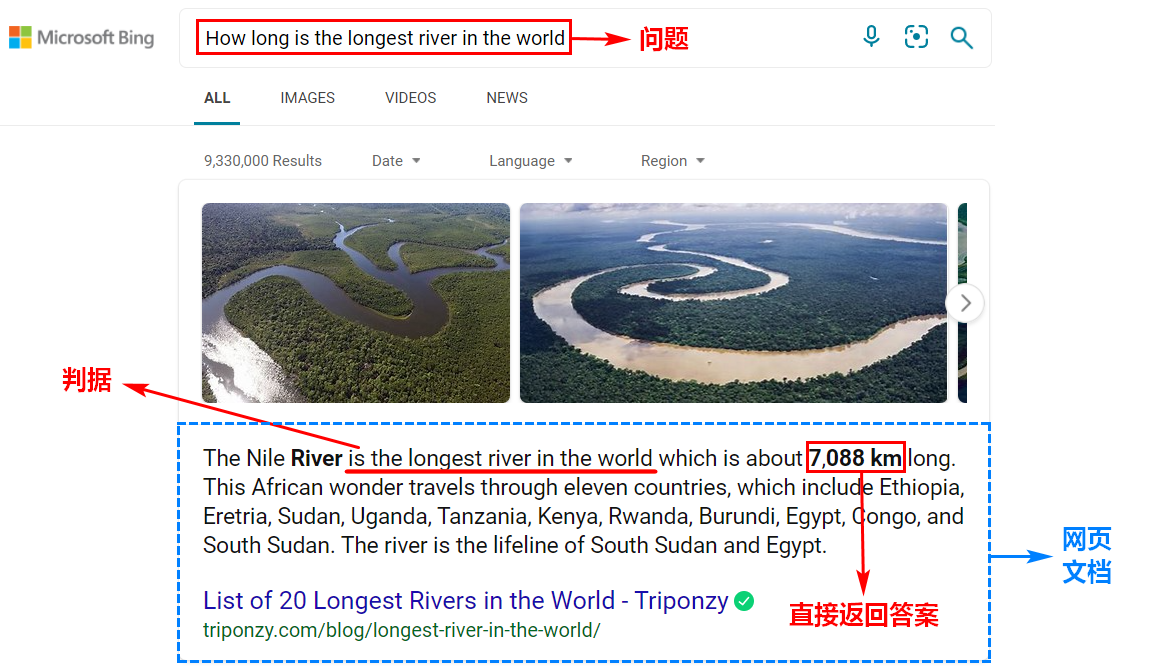 Microsoft Bing
How long is the longest river in the world
问题
ALL IMAGES VIDEOS NEWS
9,330,000 Results Date Language Region
判据
The Nile River is the longest river in the world which is about 7,088 km long.
This African wonder travels through eleven countries, which include Ethiopia,
Eretria, Sudan, Uganda, Tanzania, Kenya, Rwanda, Burundi, Egypt, Congo, and
South Sudan. The river is the lifeline of South Sudan and Egypt.
网页
文档
List of 20 Longest Rivers in the World - Triponzy
直接返回答案
triponzy.com/blog/longest-river-in-the-world/